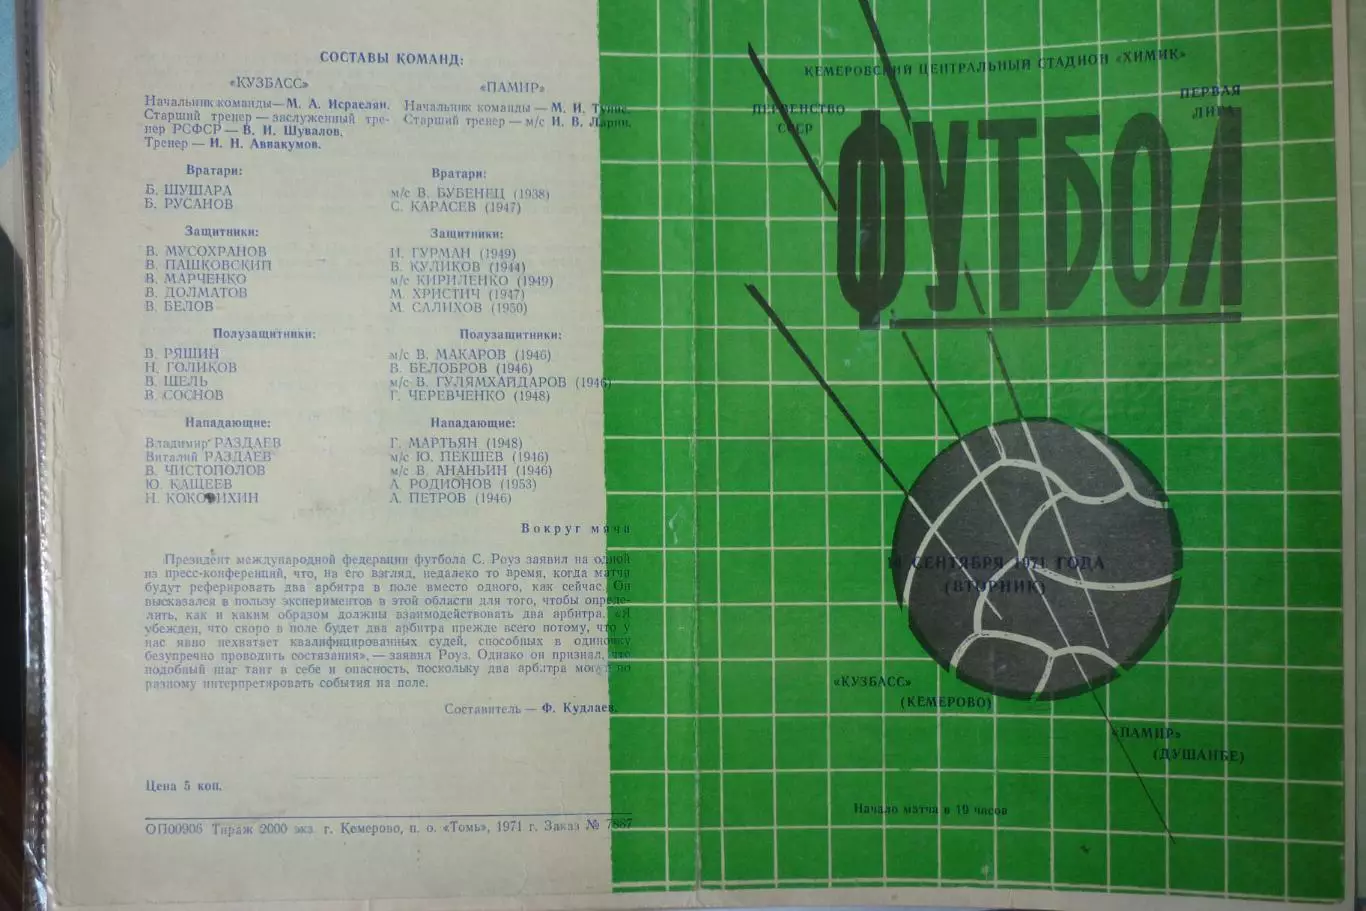 СОСТАВЫ КОМАНД:
«КУЗБАСС»
Начальник команды — М. А. Исраелян.
Старший тренер — заслуженный тре-
нер РСФСР — В. И. Шувалов.
Тренер — И. Н. Аввакумов.
Вратари:
Б. ШУШАРА
Б. РУСАНОВ
Защитники:
В. МУСОХРАНОВ
В. ПАШКОВСКИЙ
В. МАРЧЕНКО
В. ДОЛМАТОВ
В. БЕЛОВ
Полузащитники:
В. РЯШИН
Н. ГОЛИКОВ
В. ШЕЛЬ
В. СОСНОВ
Нападающие:
Владимир РАЗДАЕВ
Виталий РАЗДАЕВ
В. ЧИСТОПОЛОВ
Ю. КАЩЕЕВ
Н. КОКОРИХИН
«ПАМИР»
Начальник команды — М. И. Тунис.
Старший тренер — м/с И. В. Ларин.
Вратари:
м/с В. БУБЕНЕЦ (1938)
С. КАРАСЕВ (1947)
Защитники:
И. ГУРМАН (1949)
В. КУЛИКОВ (1944)
м/с КИРИЛЕНКО (1949)
М. ХРИСТИЧ (1947)
М. САЛИХОВ (1950)
Полузащитники:
м/с В. МАКАРОВ (1946)
В. БЕЛОБРОВ (1946)
м/с В. ГУЛЯМХАЙДАРОВ (1946)
Г. ЧЕРЕВЧЕНКО (1948)
Нападающие:
Г. МАРТЬЯН (1948)
м/с Ю. ПЕКШЕВ (1946)
м/с В. АНАНЬИН (1946)
А. РОДИОНОВ (1953)
А. ПЕТРОВ (1946)
Вокруг мяча
Президент международной федерации футбола С. Роуз заявил на одной
из пресс-конференций, что, на его взгляд, недалеко то время, когда матчи
будут реферировать два арбитра в поле вместо одного, как сейчас. Он
высказался в пользу экспериментов в этой области для того, чтобы опреде-
лить, как и каким образом должны взаимодействовать два арбитра. «Я
убежден, что скоро в поле будет два арбитра прежде всего потому, что у
нас явно нехватает квалифицированных судей, способных в одиночку
безупречно проводить состязания», — заявил Роуз. Однако он признал, что
подобный шаг таит в себе и опасность, поскольку два арбитра могут по
разному интерпретировать события на поле.
Составитель — Ф. Кудлаев.
Цена 5 коп.
ОП00906 Тираж 2000 экз. г. Кемерово, п. о. «Томь», 1971 г. Заказ № 7887
КЕМЕРОВСКИЙ ЦЕНТРАЛЬНЫЙ СТАДИОН «ХИМИК»
ПЕРВЕНСТВО
СССР
ПЕРВАЯ
ЛИГА
ФУТБОЛ
СЕНТЯБРЯ 1971 ГОДА
(ВТОРНИК)
«КУЗБАСС»
(КЕМЕРОВО)
«ПАМИР»
(ДУШАНБЕ)
Начало матча в 19 часов